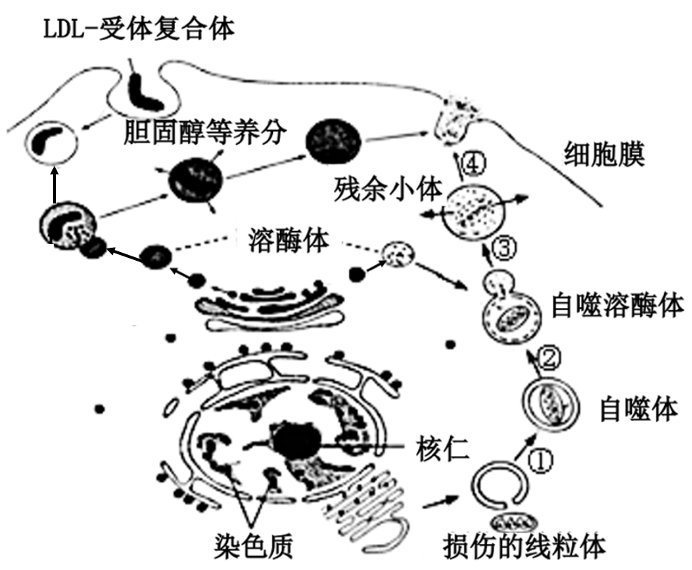 LDL-受体复合体
胆固醇等养分
细胞膜
④
残余小体
溶酶体
③
自噬溶酶体
②
自噬体
核仁
①
染色质
损伤的线粒体